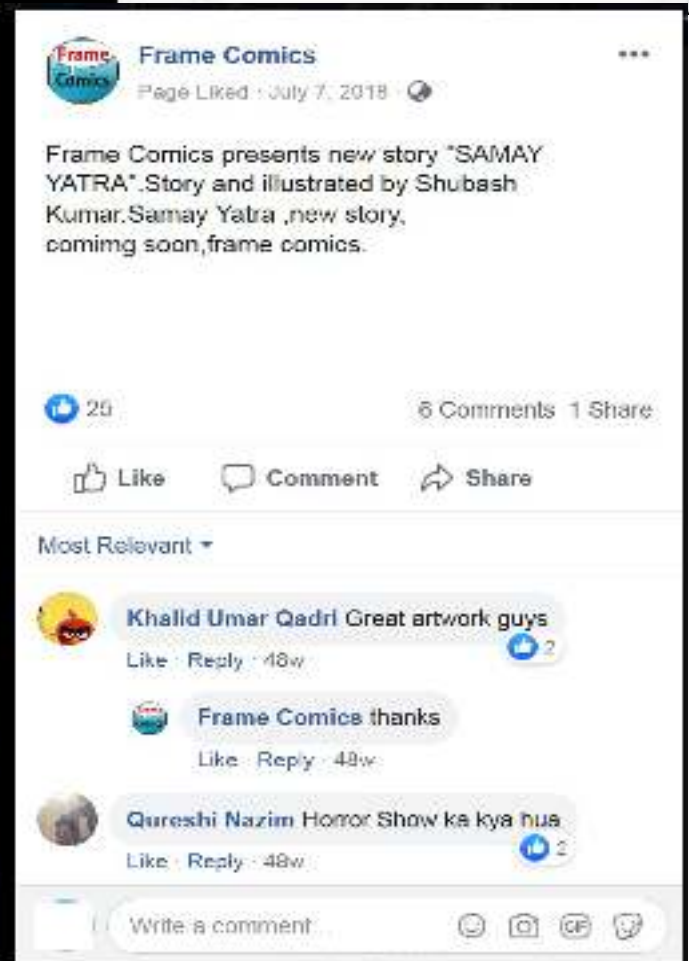 Frame Comics
Frame Comics
Page Liked · July 7, 2018 ·
Frame Comics presents new story "SAMAY
YATRA".Story and illustrated by Shubash
Kumar.Samay Yatra ,new story,
comimg soon,frame comics.
25
6 Comments 1 Share
Like Comment Share
Most Relevant
Khalid Umar Qadri Great artwork guys
2
Like · Reply · 48w
Frame Comics thanks
Like · Reply · 48w
Qureshi Nazim Horror Show ka kya hua
2
Like · Reply · 48w
Write a comment...
GIF